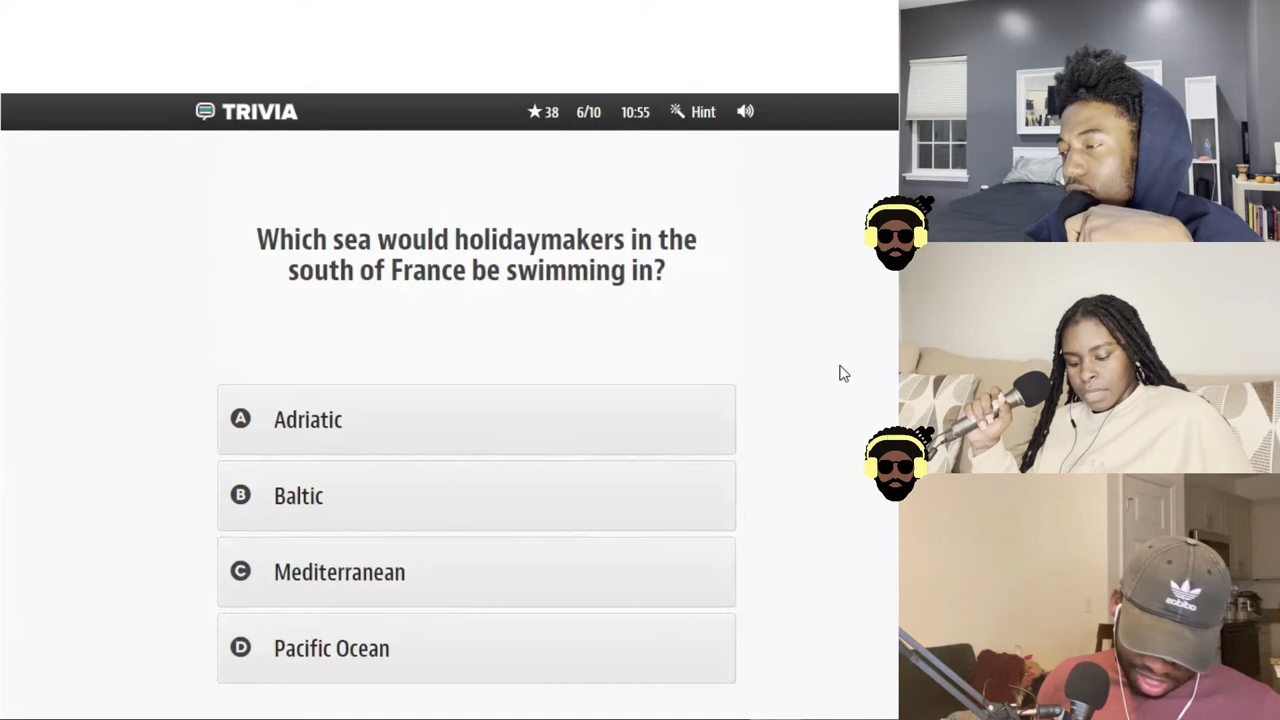 TRIVIA
38 6/10 10:55 Hint
Which sea would holidaymakers in the
south of France be swimming in?
A Adriatic
B Baltic
C Mediterranean
D Pacific Ocean
adidas